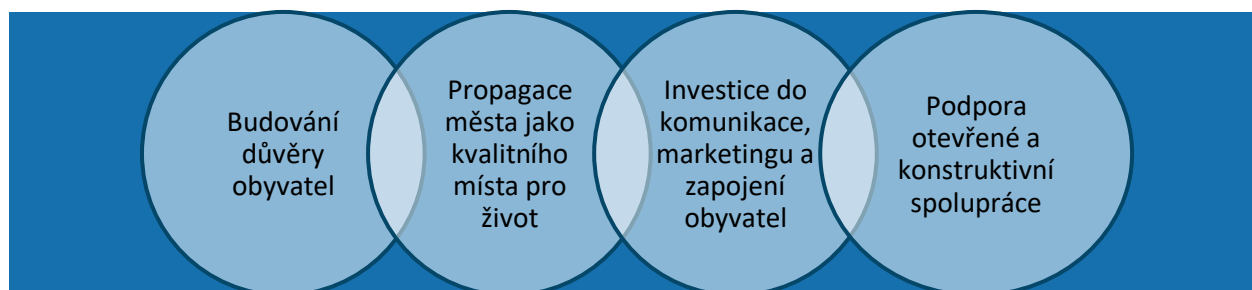 Budování
důvěry
obyvatel
Propagace
města jako
kvalitního
místa pro
život
Investice do
komunikace,
marketingu a
zapojení
obyvatel
Podpora
otevřené a
konstruktivní
spolupráce